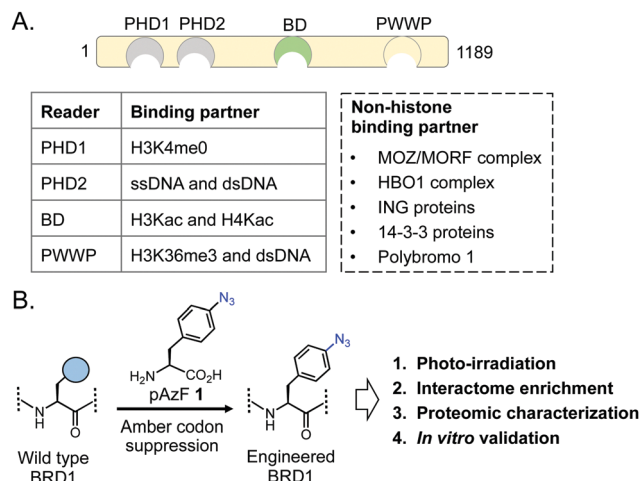 A.
PHD1 PHD2 BD PWWP
1 1189
Reader Binding partner
PHD1 H3K4me0
PHD2 ssDNA and dsDNA
BD H3Kac and H4Kac
PWWP H3K36me3 and dsDNA
Non-histone
binding partner
• MOZ/MORF complex
• HBO1 complex
• ING proteins
• 14-3-3 proteins
• Polybromo 1
B.
N₃
H₂N CO₂H
pAzF 1
Amber codon
suppression
N
H
O
Wild type
BRD1
N₃
N
H
O
Engineered
BRD1
1. Photo-irradiation
2. Interactome enrichment
3. Proteomic characterization
4. In vitro validation